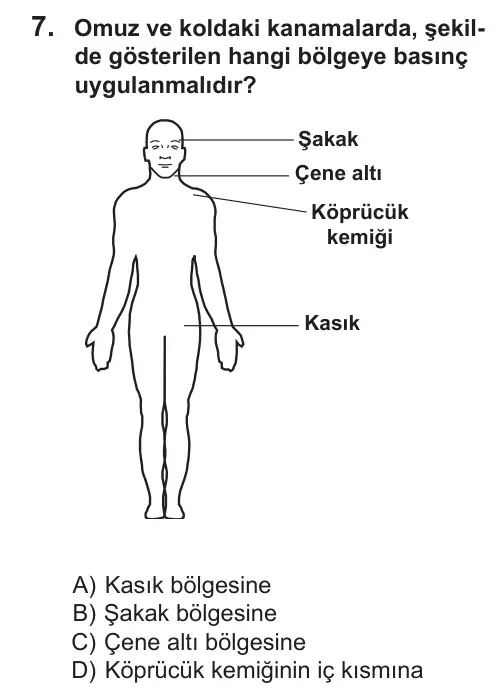 7. Omuz ve koldaki kanamalarda, şekil-
de gösterilen hangi bölgeye basınç
uygulanmalıdır?
Şakak
Çene altı
Köprücük
kemiği
Kasık
A) Kasık bölgesine
B) Şakak bölgesine
C) Çene altı bölgesine
D) Köprücük kemiğinin iç kısmına